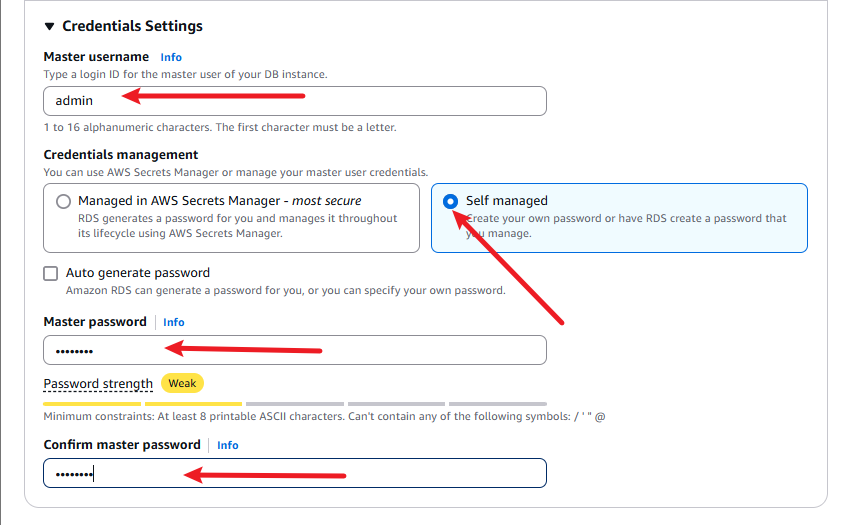 ▼ Credentials Settings
Master username Info
Type a login ID for the master user of your DB instance.
admin
1 to 16 alphanumeric characters. The first character must be a letter.
Credentials management
You can use AWS Secrets Manager or manage your master user credentials.
Managed in AWS Secrets Manager - most secure
RDS generates a password for you and manages it throughout
its lifecycle using AWS Secrets Manager.
Self managed
Create your own password or have RDS create a password that
you manage.
Auto generate password
Amazon RDS can generate a password for you, or you can specify your own password.
Master password Info
••••••••
Password strength Weak
Minimum constraints: At least 8 printable ASCII characters. Can't contain any of the following symbols: / ' " @
Confirm master password Info
••••••••